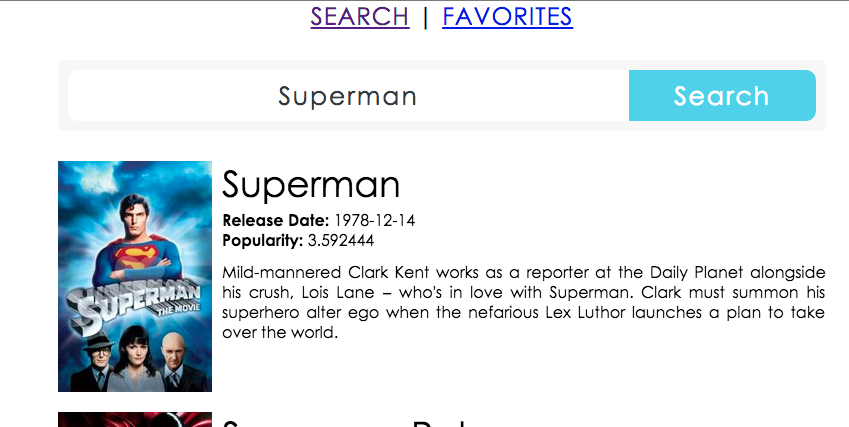 SEARCH | FAVORITES
Superman
Search
SUPERMAN
THE MOVIE
Superman
Release Date: 1978-12-14
Popularity: 3.592444
Mild-mannered Clark Kent works as a reporter at the Daily Planet alongside
his crush, Lois Lane – who's in love with Superman. Clark must summon his
superhero alter ego when the nefarious Lex Luthor launches a plan to take
over the world.